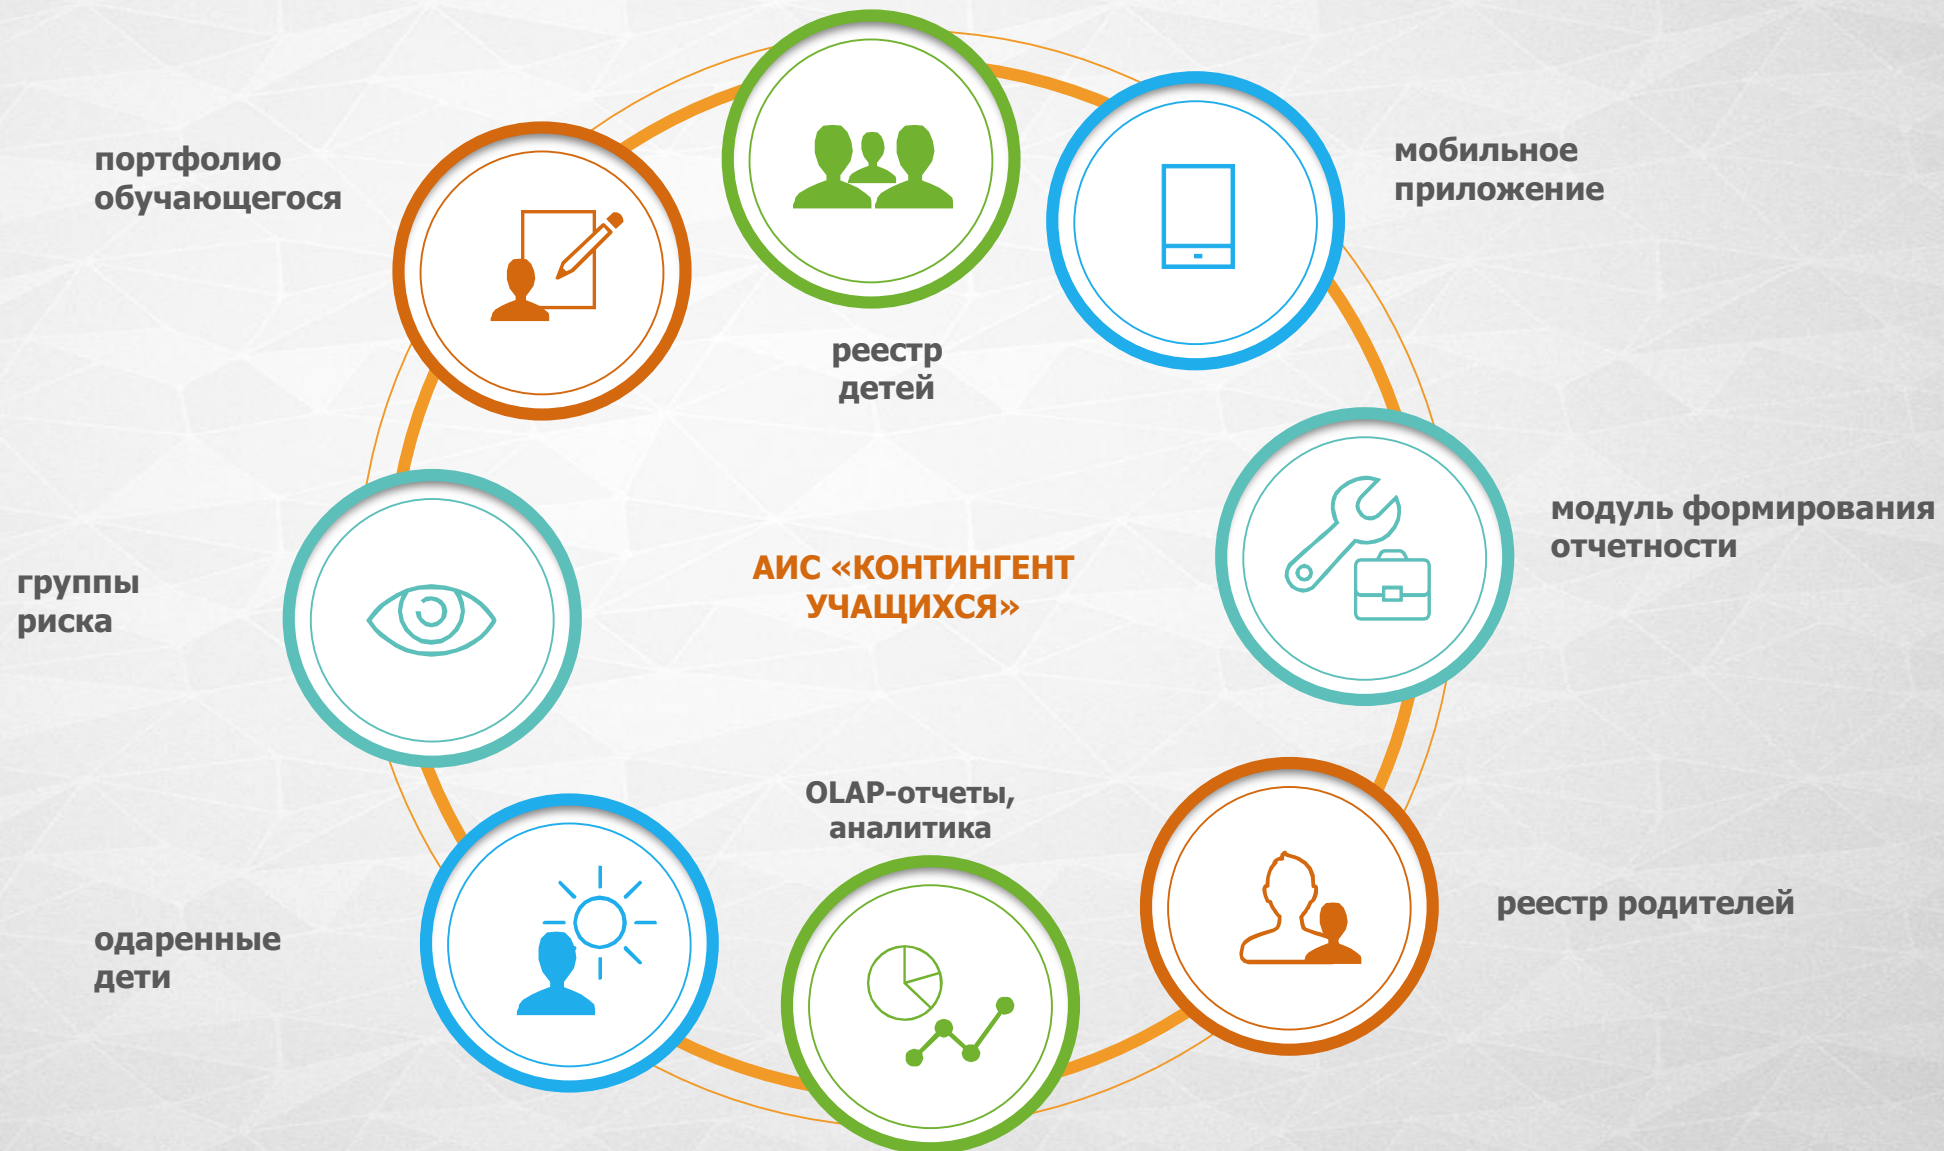 портфолио
обучающегося
реестр
детей
мобильное
приложение
модуль формирования
отчетности
реестр родителей
OLAP-отчеты,
аналитика
одаренные
дети
группы
риска
АИС «КОНТИНГЕНТ
УЧАЩИХСЯ»